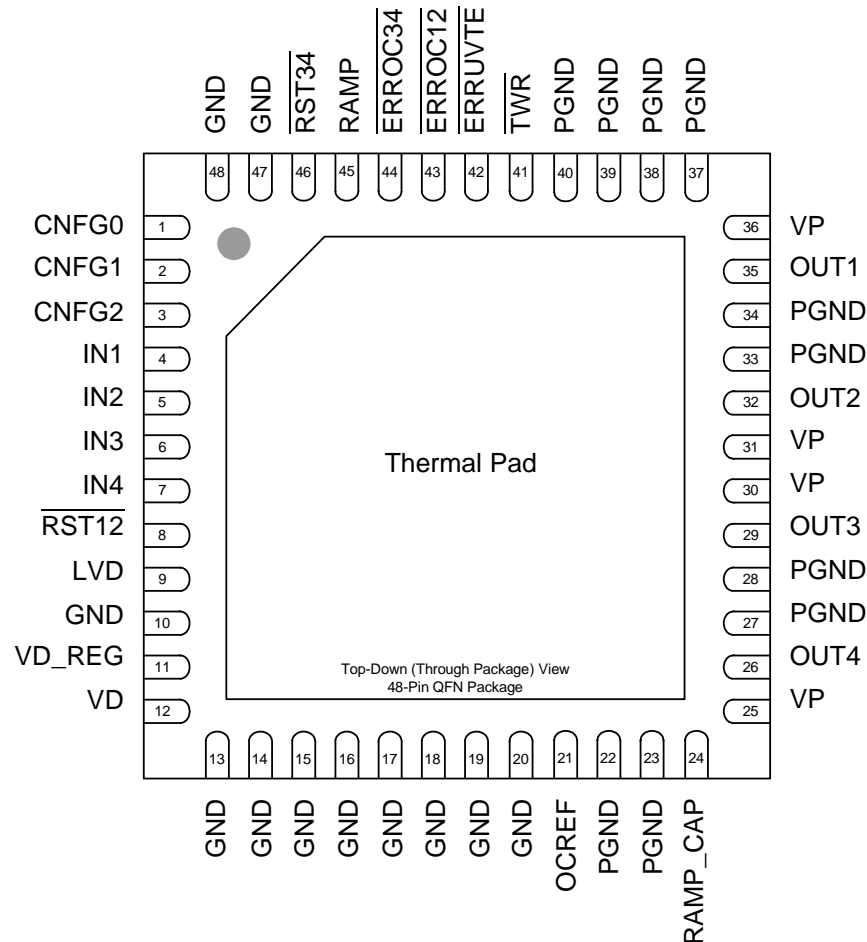 GND
GND
RST34
RAMP
ERROC34
ERROC12
ERRUVTE
TWR
PGND
PGND
PGND
PGND
48 47 46 45 44 43 42 41 40 39 38 37
CNFG0 1
CNFG1 2
CNFG2 3
IN1 4
IN2 5
IN3 6
IN4 7
RST12 8
LVD 9
GND 10
VD_REG 11
VD 12
36 VP
35 OUT1
34 PGND
33 PGND
32 OUT2
31 VP
30 VP
29 OUT3
28 PGND
27 PGND
26 OUT4
25 VP
Thermal Pad
Top-Down (Through Package) View
48-Pin QFN Package
13 14 15 16 17 18 19 20 21 22 23 24
GND
GND
GND
GND
GND
GND
GND
GND
OCREF
PGND
PGND
RAMP_CAP